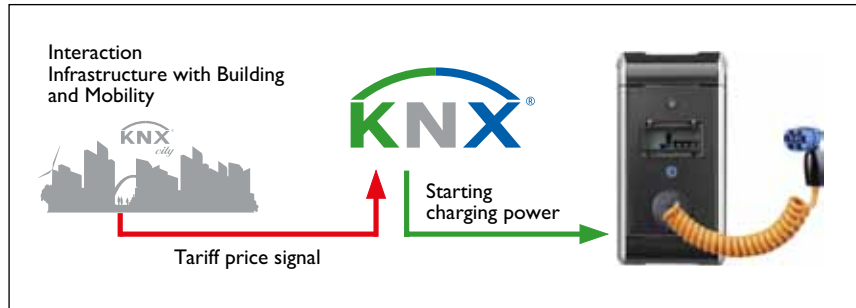 Interaction
Infrastructure with Building
and Mobility
KNX
city
KNX®
Starting
charging power
Tariff price signal